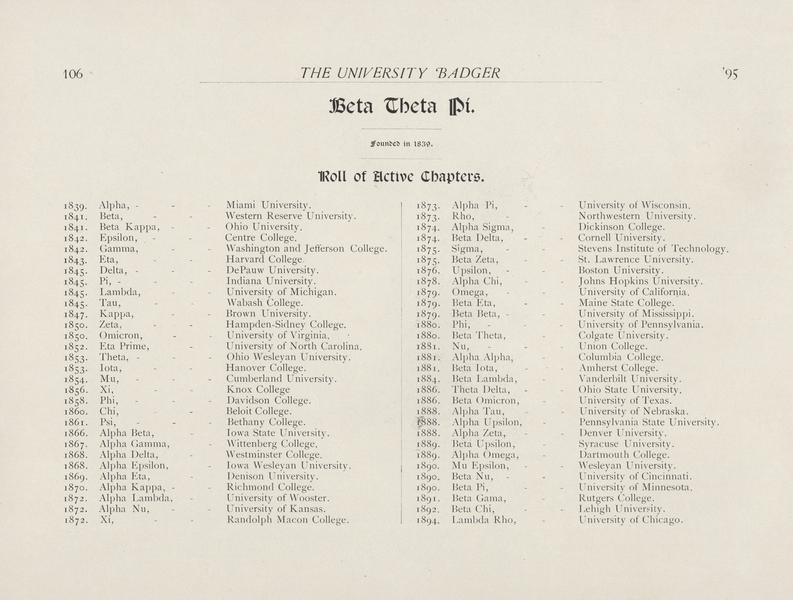 106
THE UNIVERSITY BADGER
'95
Beta Theta Pi.
Founded in 1839.
Roll of Active Chapters.
1839. Alpha, - - - Miami University.
1841. Beta, - - - Western Reserve University.
1841. Beta Kappa, - - Ohio University.
1842. Epsilon, - - - Centre College.
1842. Gamma, - - Washington and Jefferson College.
1843. Eta, - - - Harvard College
1845. Delta, - - - DePauw University.
1845. Pi, - - - Indiana University.
1845. Lambda, - - University of Michigan.
1845. Tau, - - - Wabash College.
1847. Kappa, - - - Brown University.
1850. Zeta, - - - Hampden-Sidney College.
1850. Omicron, - - University of Virginia.
1852. Eta Prime, - - University of North Carolina.
1853. Theta, - - - Ohio Wesleyan University.
1853. Iota, - - - Hanover College.
1854. Mu, - - - Cumberland University.
1856. Xi, - - - Knox College
1858. Phi, - - - Davidson College.
1860. Chi, - - - Beloit College.
1861. Psi, - - - Bethany College.
1866. Alpha Beta, - - Iowa State University.
1867. Alpha Gamma, - - Wittenberg College.
1868. Alpha Delta, - - Westminster College.
1868. Alpha Epsilon, - - Iowa Wesleyan University.
1869. Alpha Eta, - - Denison University.
1870. Alpha Kappa, - - - Richmond College.
1872. Alpha Lambda, - - University of Wooster.
1872. Alpha Nu, - - University of Kansas.
1872. Xi, - - - Randolph Macon College.
1873. Alpha Pi, - - University of Wisconsin.
1873. Rho, - - - Northwestern University.
1874. Alpha Sigma, - - Dickinson College.
1874. Beta Delta, - - Cornell University.
1875. Sigma, - - - Stevens Institute of Technology.
1875. Beta Zeta, - - St. Lawrence University.
1876. Upsilon, - - - Boston University.
1878. Alpha Chi, - - Johns Hopkins University.
1879. Omega, - - - University of California.
1879. Beta Eta, - - Maine State College.
1879. Beta Beta, - - - University of Mississippi.
1880. Phi, - - - University of Pennsylvania.
1880. Beta Theta, - - Colgate University.
1881. Nu, - - - Union College.
1881. Alpha Alpha, - - Columbia College.
1881. Beta Iota, - - Amherst College.
1884. Beta Lambda, - - Vanderbilt University.
1886. Theta Delta, - - Ohio State University.
1886. Beta Omicron, - - University of Texas.
1888. Alpha Tau, - - University of Nebraska.
1888. Alpha Upsilon, - - Pennsylvania State University.
1888. Alpha Zeta, - - Denver University.
1889. Beta Upsilon, - - Syracuse University.
1889. Alpha Omega, - - Dartmouth College.
1890. Mu Epsilon, - - Wesleyan University.
1890. Beta Nu, - - - University of Cincinnati.
1890. Beta Pi, - - University of Minnesota.
1891. Beta Gama, - - Rutgers College.
1892. Beta Chi, - - Lehigh University.
1894. Lambda Rho, - - University of Chicago.